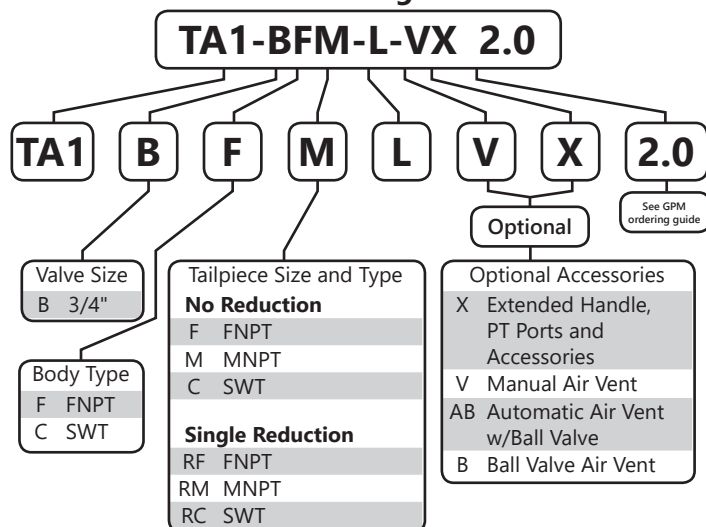 TA1-BFM-L-VX 2.0
TA1 B F M L V X 2.0
See GPM
ordering guide
Optional
Valve Size
B 3/4"
Body Type
F FNPT
C SWT
Tailpiece Size and Type
No Reduction
F FNPT
M MNPT
C SWT
Single Reduction
RF FNPT
RM MNPT
RC SWT
Optional Accessories
X Extended Handle,
PT Ports and
Accessories
V Manual Air Vent
AB Automatic Air Vent
w/Ball Valve
B Ball Valve Air Vent